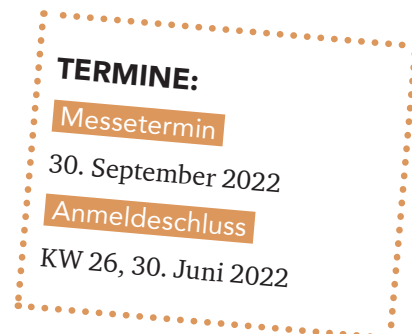 TERMINE:
Messetermin
30. September 2022
Anmeldeschluss
KW 26, 30. Juni 2022